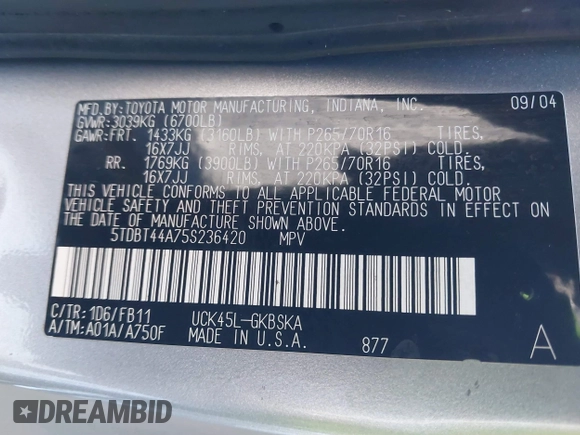 MFD.BY:TOYOTA MOTOR MANUFACTURING, INDIANA, INC. 09/04
GVWR:3039KG (6700LB)
GAWR:FRT. 1433KG (3160LB) WITH P265/70R16 TIRES,
16X7JJ RIMS, AT 220KPA (32PSI) COLD.
RR. 1769KG (3900LB) WITH P265/70R16 TIRES,
16X7JJ RIMS, AT 220KPA (32PSI) COLD.
THIS VEHICLE CONFORMS TO ALL APPLICABLE FEDERAL MOTOR
VEHICLE SAFETY AND THEFT PREVENTION STANDARDS IN EFFECT ON
THE DATE OF MANUFACTURE SHOWN ABOVE.
5TDBT44A75S236420 MPV
C/TR:1D6/FB11 UCK45L-GKBSKA
A/TM:A01A/A750F MADE IN U.S.A. 877 A
DREAMBID